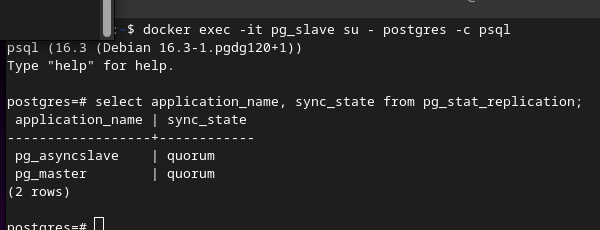 :~$ docker exec -it pg_slave su - postgres -c psql
psql (16.3 (Debian 16.3-1.pgdg120+1))
Type "help" for help.
postgres=# select application_name, sync_state from pg_stat_replication;
application_name | sync_state
------------------+------------
pg_asyncslave    | quorum
pg_master        | quorum
(2 rows)
postgres=#